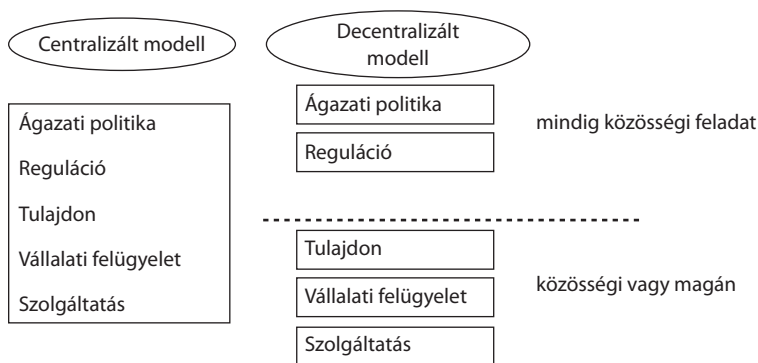 Centralizált modell
Ágazati politika
Reguláció
Tulajdon
Vállalati felügyelet
Szolgáltatás
Decentralizált
modell
Ágazati politika
Reguláció
mindig közösségi feladat
Tulajdon
Vállalati felügyelet
Szolgáltatás
közösségi vagy magán